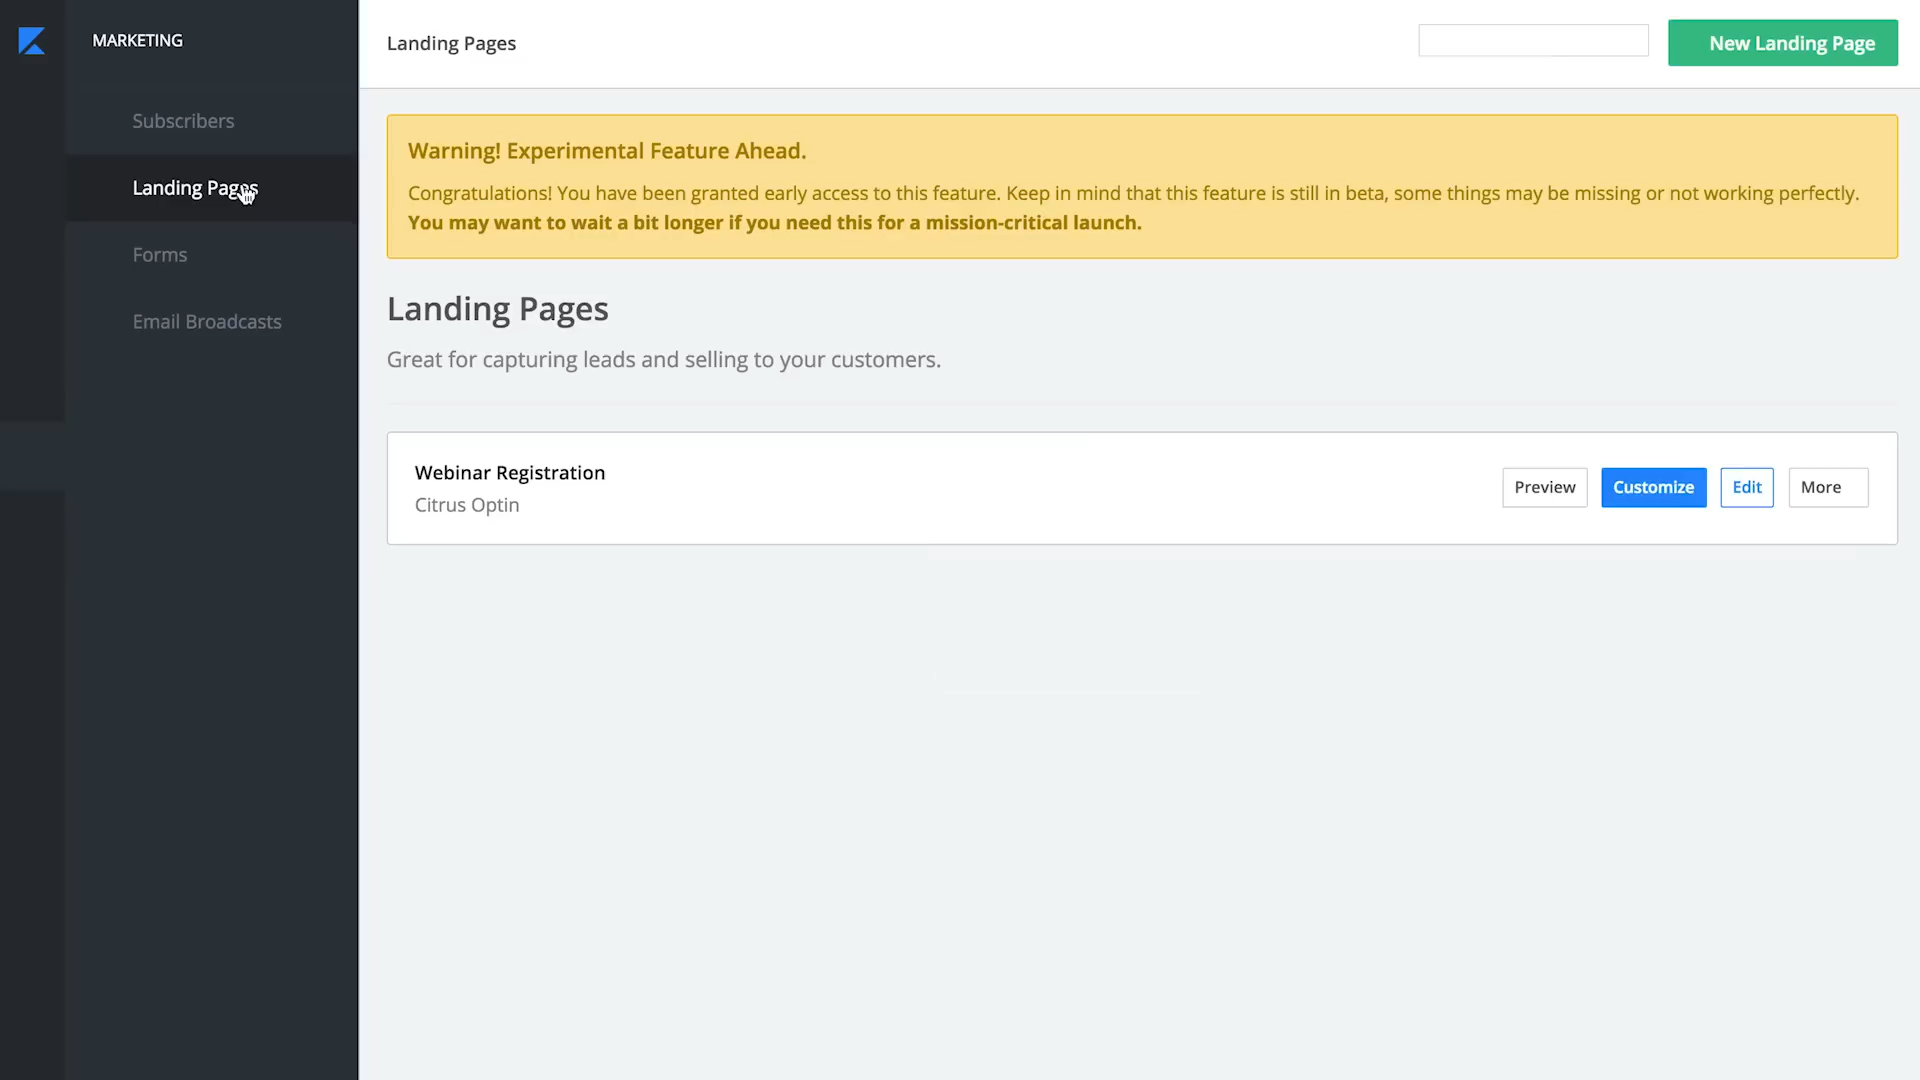 MARKETING
Subscribers
Landing Pages
Forms
Email Broadcasts
Landing Pages
New Landing Page
Warning! Experimental Feature Ahead.
Congratulations! You have been granted early access to this feature. Keep in mind that this feature is still in beta, some things may be missing or not working perfectly.
You may want to wait a bit longer if you need this for a mission-critical launch.
Landing Pages
Great for capturing leads and selling to your customers.
Webinar Registration
Citrus Optin
Preview
Customize
Edit
More